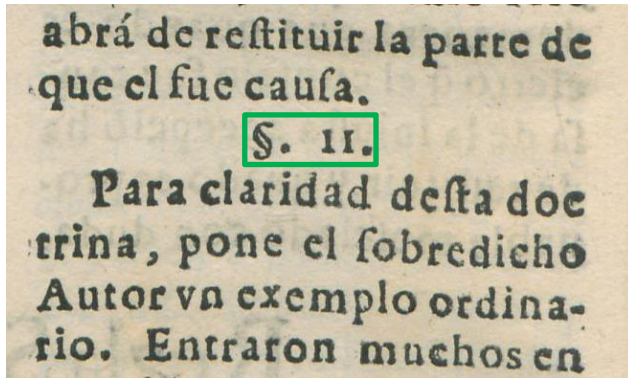 abrá de reſtituir la parte de
que el fue cauſa.
§. II.
Para claridad deſta doc
trina, pone el ſobredicho
Autor vn exemplo ordina-
rio. Entraron muchos en